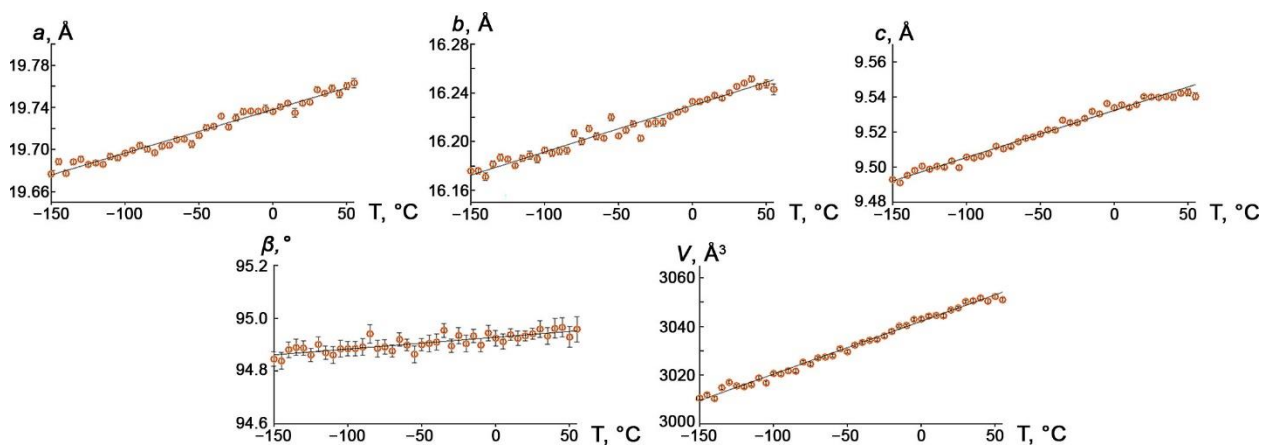 a, Å
19.78
19.74
19.70
19.66
−150 −100 −50 0 50 T, °C
b, Å
16.28
16.24
16.20
16.16
−150 −100 −50 0 50 T, °C
c, Å
9.56
9.54
9.52
9.50
9.48
−150 −100 −50 0 50 T, °C
β, °
95.2
95.0
94.8
94.6
−150 −100 −50 0 50 T, °C
V, Å³
3060
3040
3020
3000
−150 −100 −50 0 50 T, °C